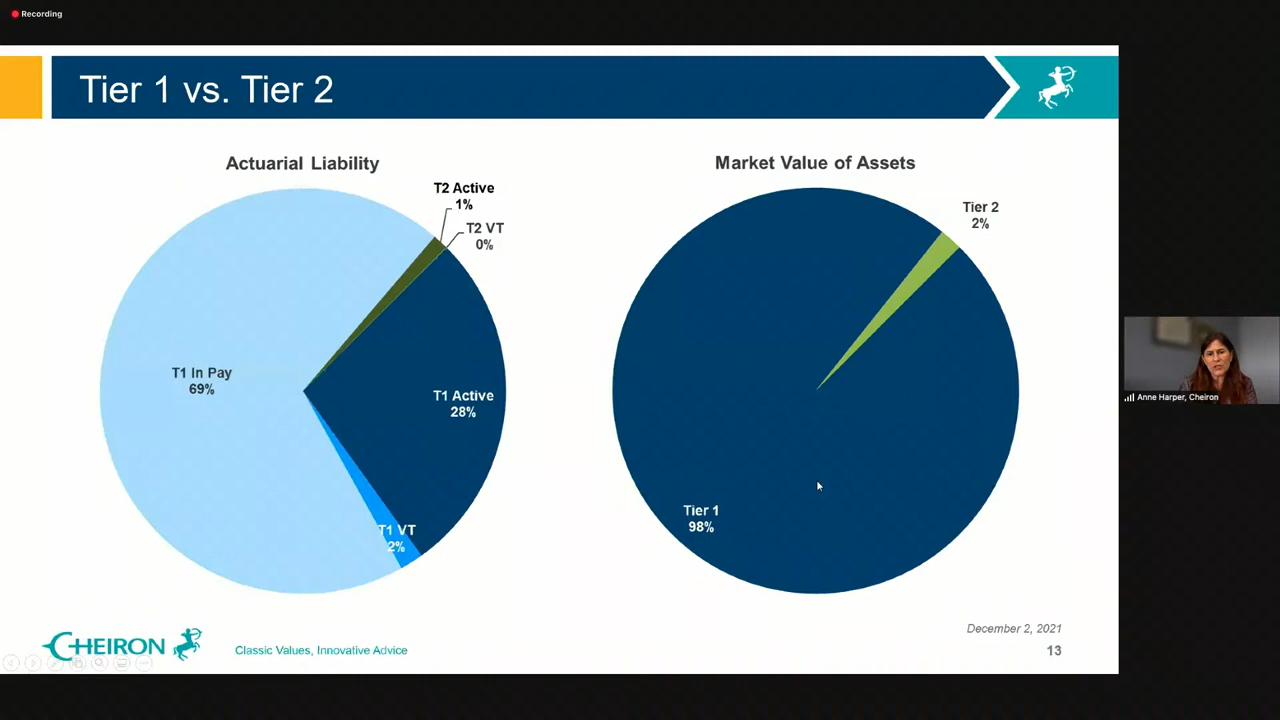 Recording
Tier 1 vs. Tier 2
Actuarial Liability
T2 Active
1%
T2 VT
0%
T1 In Pay
69%
T1 Active
28%
T1 VT
2%
Market Value of Assets
Tier 2
2%
Tier 1
98%
Anne Harper, Cheiron
December 2, 2021
CHEIRON
Classic Values, Innovative Advice
13